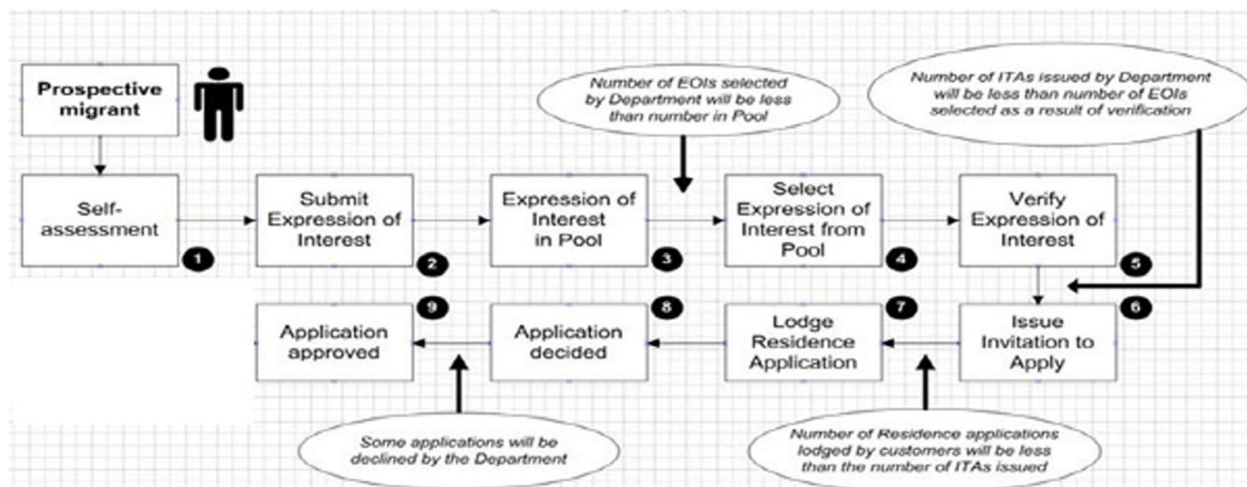 Prospective
migrant
Number of EOIs selected
by Department will be less
than number in Pool
Number of ITAs issued by Department
will be less than number of EOIs
selected as a result of verification
Self-
assessment
1
Submit
Expression of
Interest
2
Expression of
Interest
in Pool
3
Select
Expression of
Interest from
Pool
4
Verify
Expression of
Interest
5
Issue
Invitation to
Apply
6
Lodge
Residence
Application
7
Application
decided
8
Application
approved
9
Some applications will be
declined by the Department
Number of Residence applications
lodged by customers will be less
than the number of ITAs issued